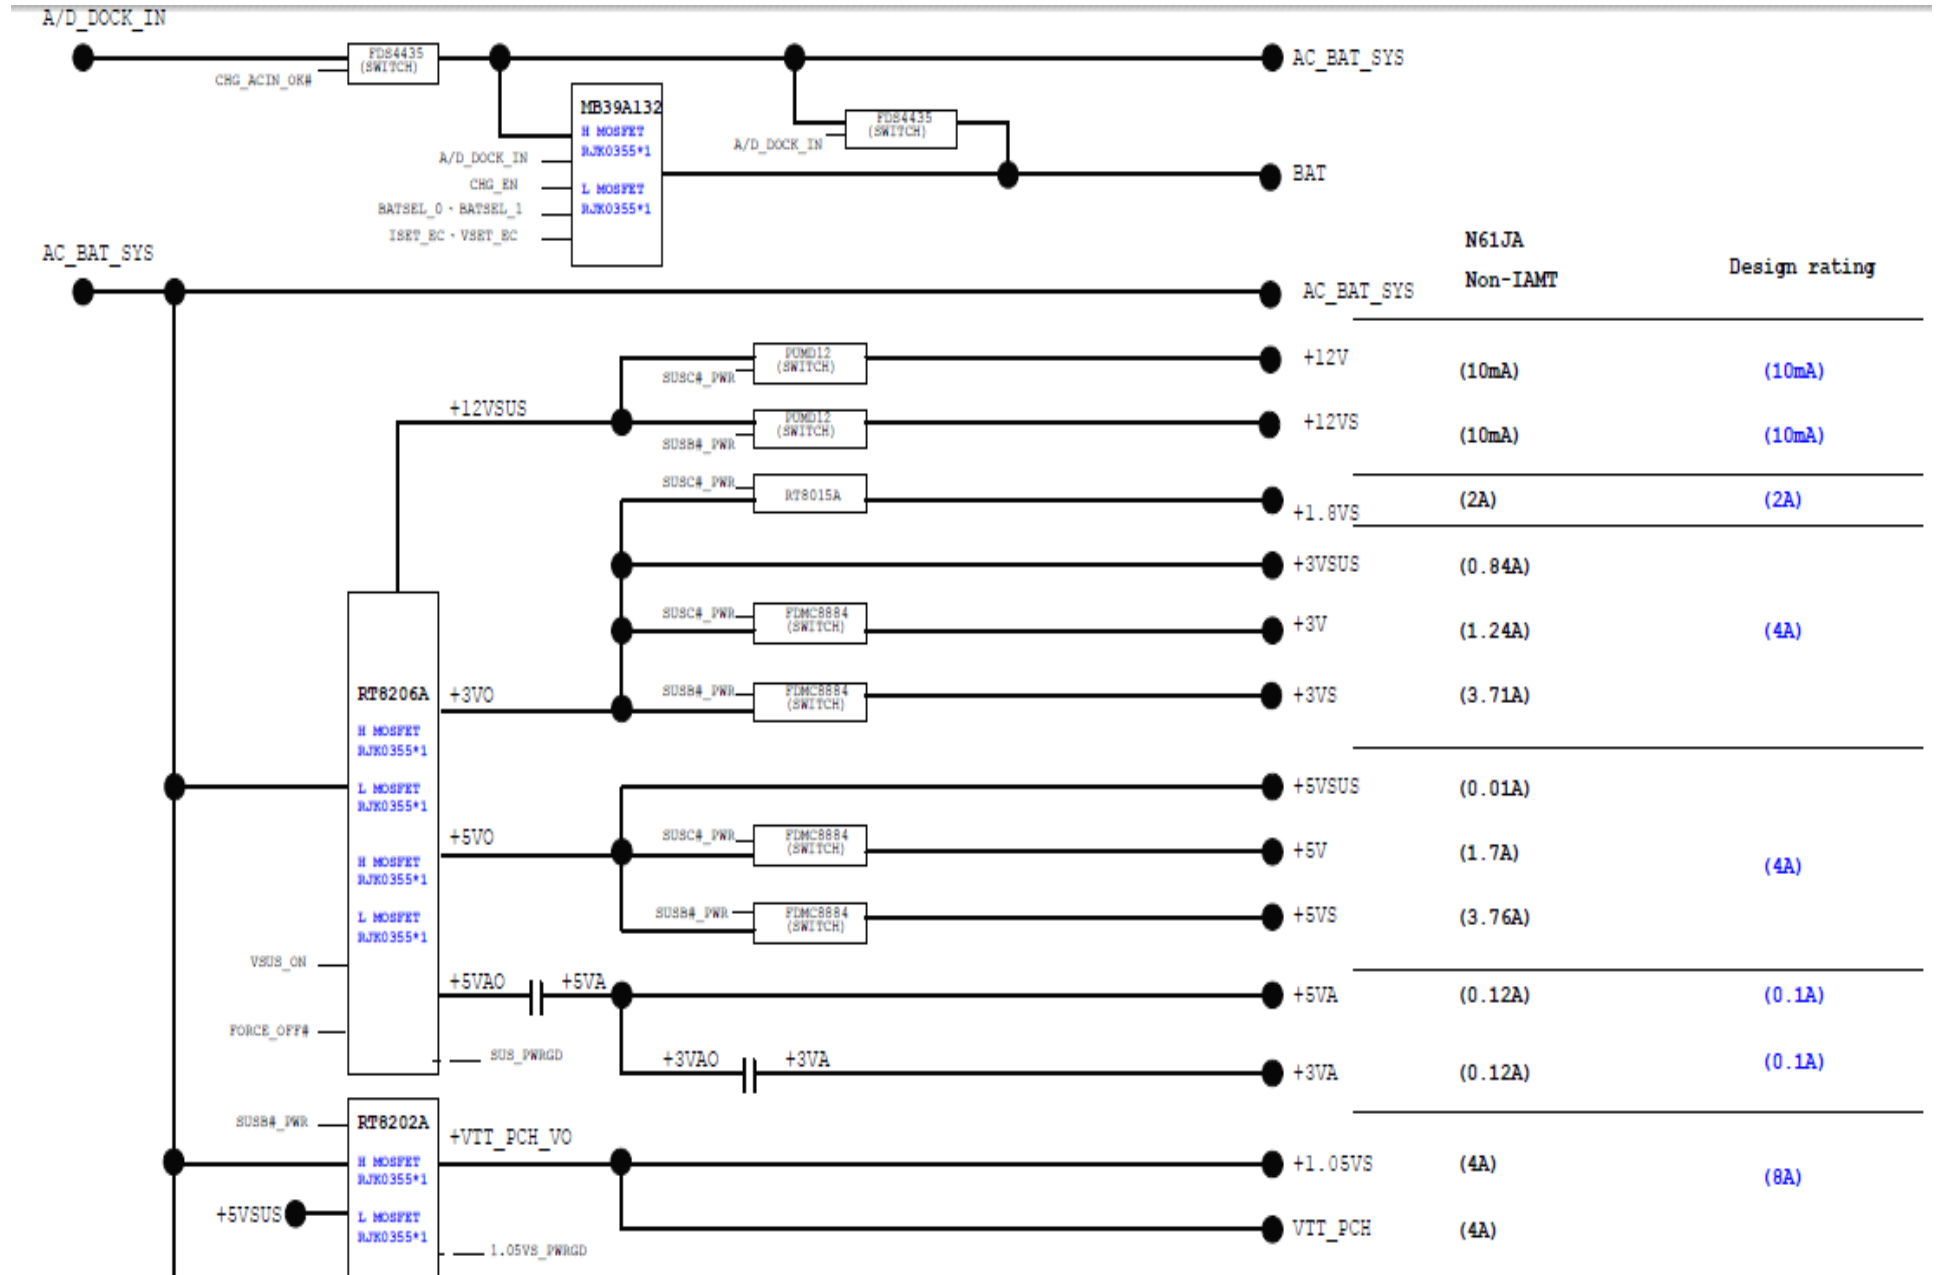 A/D_DOCK_IN
FDS4435
(SWITCH)
CHG_ACIN_OK#
AC_BAT_SYS
MB39A132
H MOSFET
RJK0355*1
L MOSFET
RJK0355*1
A/D_DOCK_IN
CHG_EN
BATSEL_0 - BATSEL_1
ISET_EC - VSET_EC
FDS4435
(SWITCH)
A/D_DOCK_IN
BAT
N61JA
Non-IAMT
Design rating
AC_BAT_SYS
AC_BAT_SYS
+12VSUS
PUMD12
(SWITCH)
SUSC#_PWR
+12V
(10mA)
(10mA)
PUMD12
(SWITCH)
SUSB#_PWR
+12VS
(10mA)
(10mA)
SUSC#_PWR
RT8015A
+1.8VS
(2A)
(2A)
+3VSUS
(0.84A)
SUSC#_PWR
FDMC8884
(SWITCH)
+3V
(1.24A)
(4A)
RT8206A
+3VO
SUSB#_PWR
FDMC8884
(SWITCH)
+3VS
(3.71A)
H MOSFET
RJK0355*1
L MOSFET
RJK0355*1
+5VSUS
(0.01A)
+5VO
SUSC#_PWR
FDMC8884
(SWITCH)
+5V
(1.7A)
(4A)
H MOSFET
RJK0355*1
L MOSFET
RJK0355*1
SUSB#_PWR
FDMC8884
(SWITCH)
+5VS
(3.76A)
VSUS_ON
+5VAO
+5VA
+5VA
(0.12A)
(0.1A)
FORCE_OFF#
SUS_PWRGD
+3VAO
+3VA
+3VA
(0.12A)
(0.1A)
SUSB#_PWR
RT8202A
+VTT_PCH_VO
H MOSFET
RJK0355*1
+1.05VS
(4A)
(8A)
+5VSUS
L MOSFET
RJK0355*1
VTT_PCH
(4A)
1.05VS_PWRGD